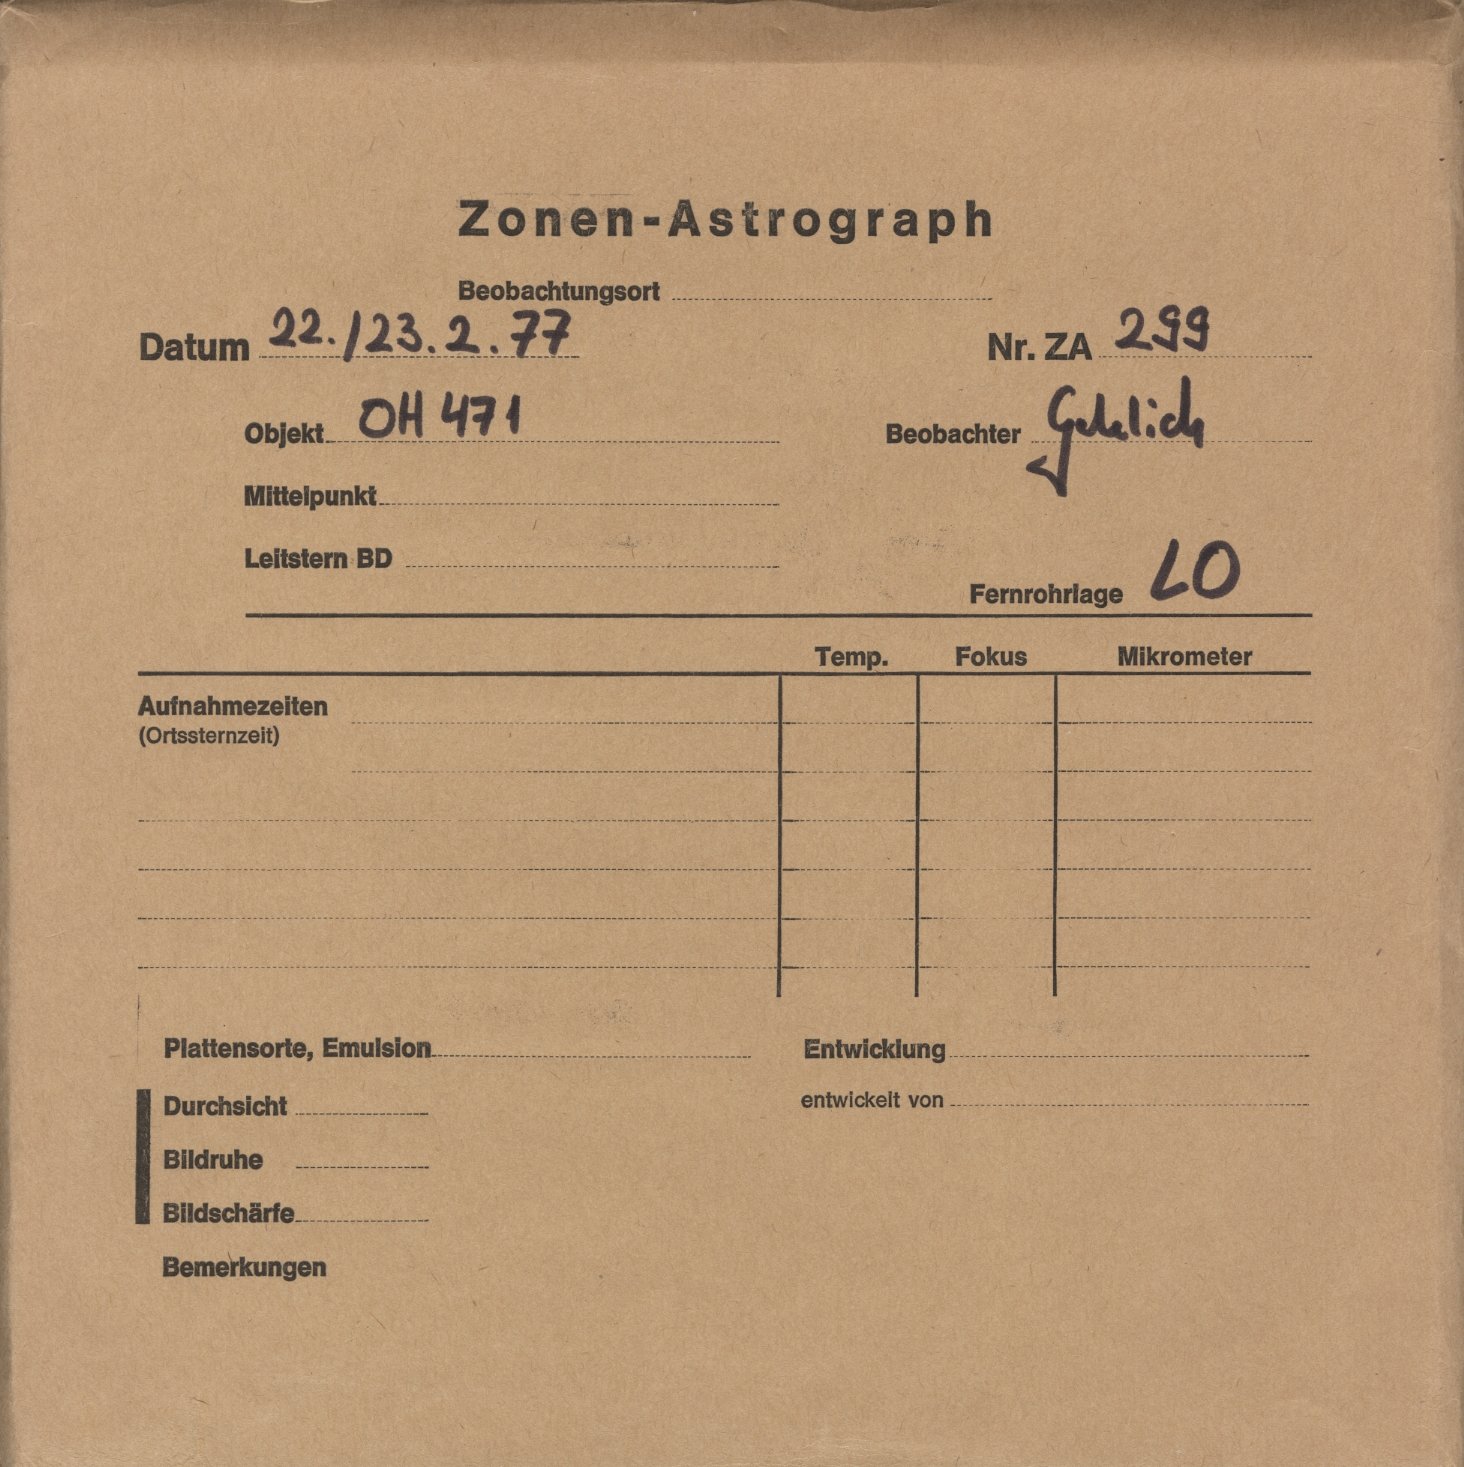 Zonen-Astrograph
Beobachtungsort
Datum 22./23.2.77 Nr. ZA 299
Objekt OH 471 Beobachter Gehlich
Mittelpunkt
Leitstern BD
Fernrohrlage LO
Temp. Fokus Mikrometer
Aufnahmezeiten
(Ortssternzeit)
Plattensorte, Emulsion Entwicklung
Durchsicht entwickelt von
Bildruhe
Bildschärfe
Bemerkungen